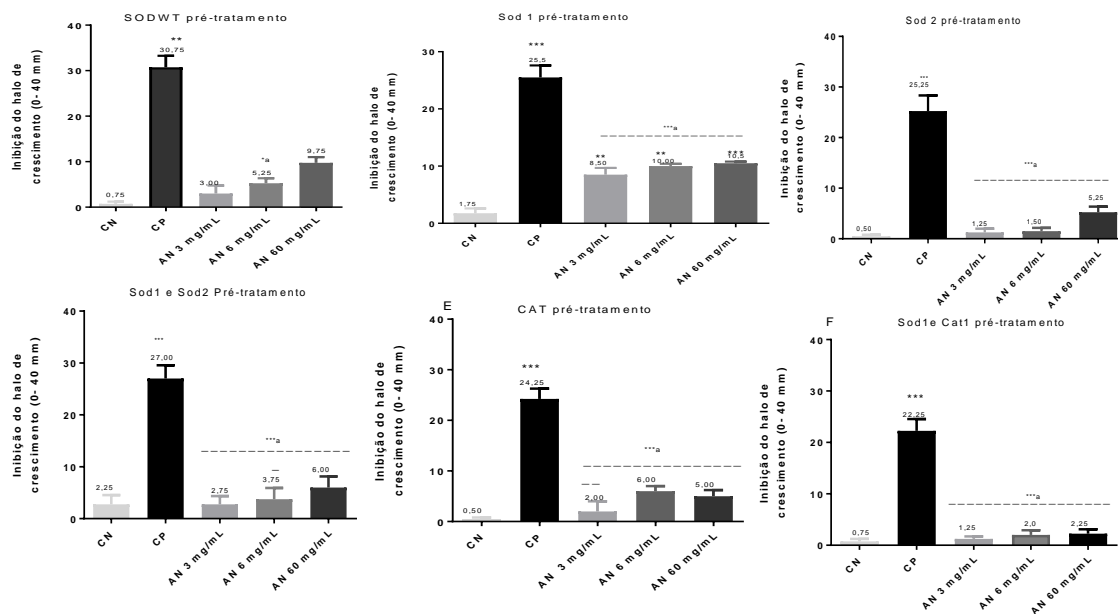 SODWT pré-tratamento
Inibição do halo de
crescimento (0-40 mm)
40
30
20
10
0
**
30,75
0,75
3,00
*a
5,25
9,75
CN
CP
AN 3 mg/mL
AN 6 mg/mL
AN 60 mg/mL
Sod 1 pré-tratamento
Inibição do halo de
crescimento (0-40 mm)
30
20
10
0
***
25,5
***a
1,75
**
8,50
**
10,00
***
10,5
CN
CP
AN 3 mg/mL
AN 6 mg/mL
AN 60 mg/mL
Sod 2 pré-tratamento
Inibição do halo de
crescimento (0-40 mm)
40
30
20
10
0
***
25,25
***a
0,50
1,25
1,50
5,25
CN
CP
AN 3 mg/mL
AN 6 mg/mL
AN 60 mg/mL
Sod1 e Sod2 Pré-tratamento
Inibição do halo de
crescimento (0-40 mm)
40
30
20
10
0
***
27,00
***a
2,25
2,75
3,75
6,00
CN
CP
AN 3 mg/mL
AN 6 mg/mL
AN 60 mg/mL
E
CAT pré-tratamento
Inibição do halo de
crescimento (0-40 mm)
40
30
20
10
0
***
24,25
***a
0,50
2,00
6,00
5,00
CN
CP
AN 3 mg/mL
AN 6 mg/mL
AN 60 mg/mL
F
Sod1e Cat1 pré-tratamento
Inibição do halo de
crescimento (0-40 mm)
40
30
20
10
0
***
22,25
***a
0,75
1,25
2,0
2,25
CN
CP
AN 3 mg/mL
AN 6 mg/mL
AN 60 mg/mL